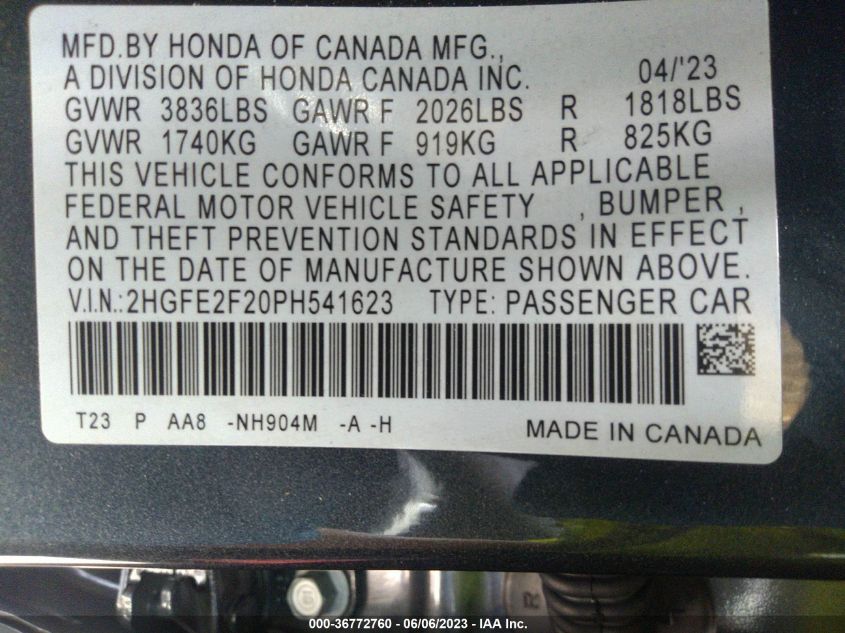 MFD.BY HONDA OF CANADA MFG.,
A DIVISION OF HONDA CANADA INC. 04/'23
GVWR 3836LBS GAWR F 2026LBS R 1818LBS
GVWR 1740KG GAWR F 919KG R 825KG
THIS VEHICLE CONFORMS TO ALL APPLICABLE
FEDERAL MOTOR VEHICLE SAFETY , BUMPER ,
AND THEFT PREVENTION STANDARDS IN EFFECT
ON THE DATE OF MANUFACTURE SHOWN ABOVE.
V.I.N.:2HGFE2F20PH541623 TYPE: PASSENGER CAR
T23 P AA8 -NH904M -A -H MADE IN CANADA
8
R
000-36772760 - 06/06/2023 - IAA Inc.